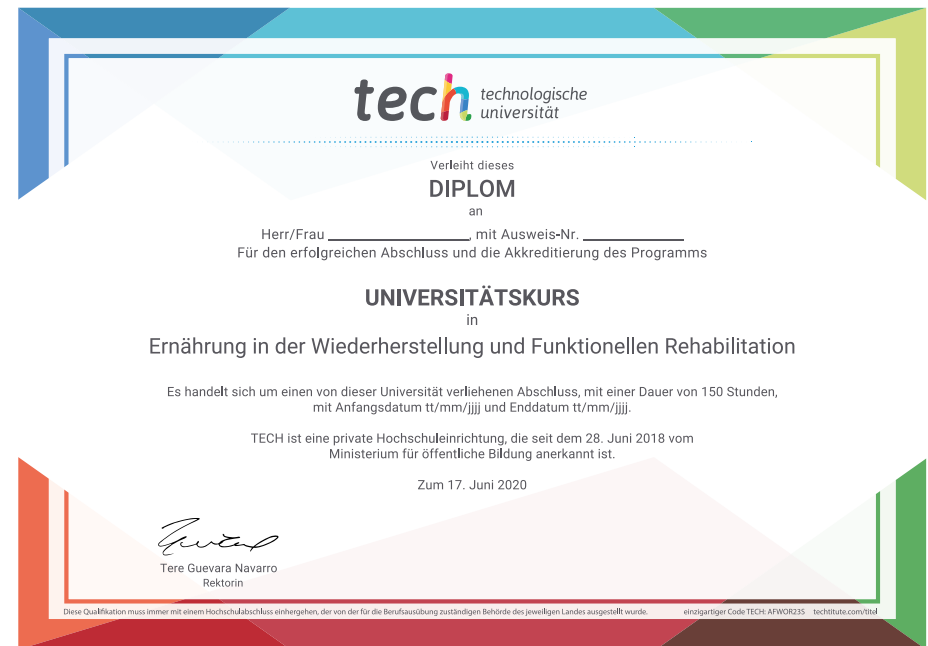 tech technologische
universität
Verleiht dieses
DIPLOM
an
Herr/Frau ____________________, mit Ausweis-Nr. ______________
Für den erfolgreichen Abschluss und die Akkreditierung des Programms
UNIVERSITÄTSKURS
in
Ernährung in der Wiederherstellung und Funktionellen Rehabilitation
Es handelt sich um einen von dieser Universität verliehenen Abschluss, mit einer Dauer von 150 Stunden,
mit Anfangsdatum tt/mm/jjjj und Enddatum tt/mm/jjjj.
TECH ist eine private Hochschuleinrichtung, die seit dem 28. Juni 2018 vom
Ministerium für öffentliche Bildung anerkannt ist.
Zum 17. Juni 2020
Tere Guevara Navarro
Rektorin
Diese Qualifikation muss immer mit einem Hochschulabschluss einhergehen, der von der für die Berufsausübung zuständigen Behörde des jeweiligen Landes ausgestellt wurde. einzigartiger Code TECH: AFWOR235 techtitute.com/titel